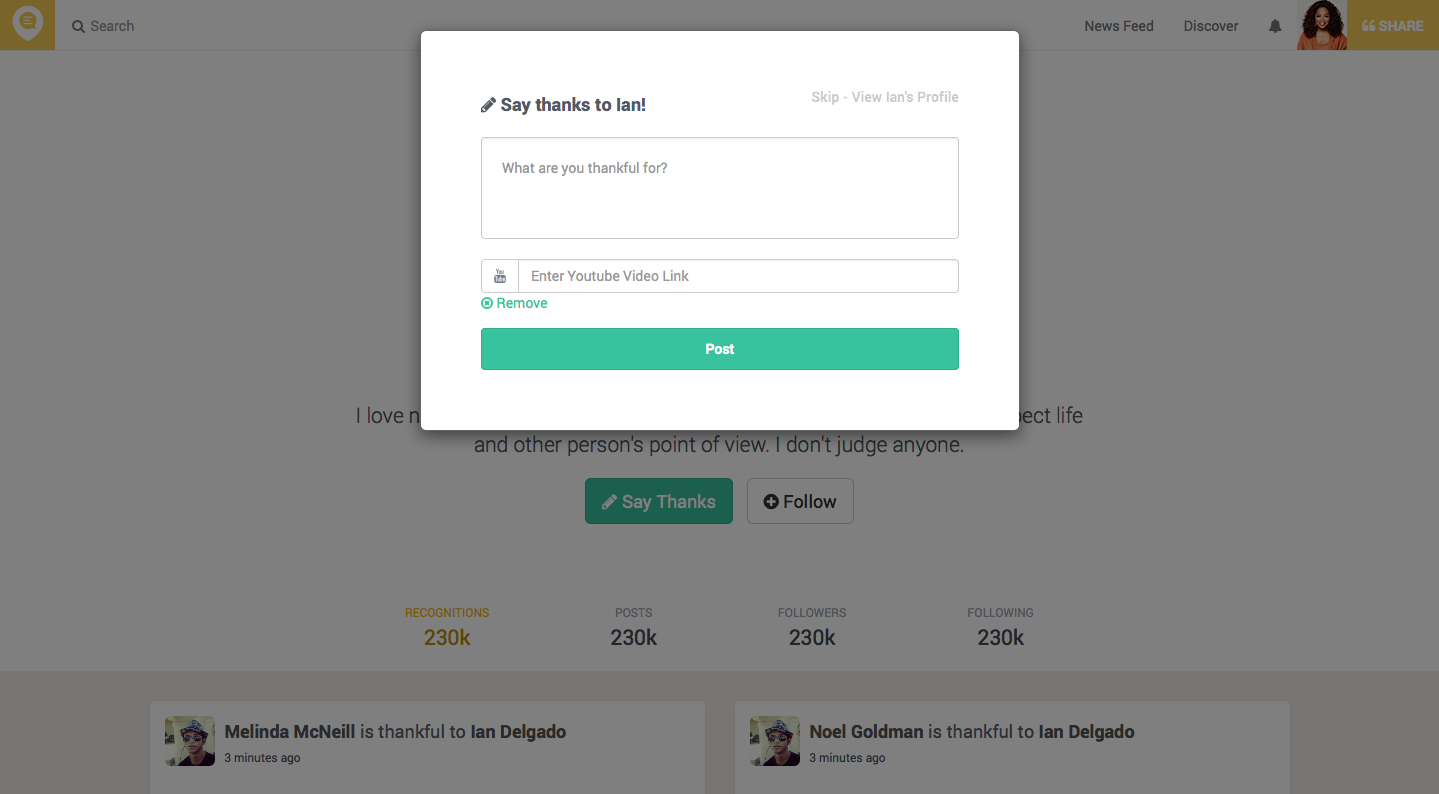 Search
News Feed
Discover
SHARE
Say thanks to Ian!
Skip - View Ian's Profile
What are you thankful for?
You
Tube
Enter Youtube Video Link
Remove
Post
I love n
pect life
and other person's point of view. I don't judge anyone.
Say Thanks
Follow
RECOGNITIONS
POSTS
FOLLOWERS
FOLLOWING
230k
230k
230k
230k
Melinda McNeill is thankful to Ian Delgado
3 minutes ago
Noel Goldman is thankful to Ian Delgado
3 minutes ago